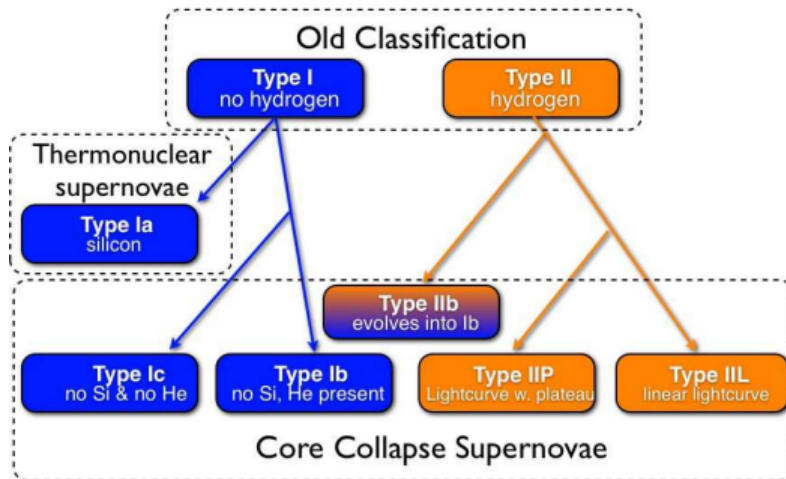 Old Classification
Type I
no hydrogen
Type II
hydrogen
Thermonuclear
supernovae
Type Ia
silicon
Type IIb
evolves into Ib
Type Ic
no Si & no He
Type Ib
no Si, He present
Type IIP
Lightcurve w. plateau
Type IIL
linear lightcurve
Core Collapse Supernovae